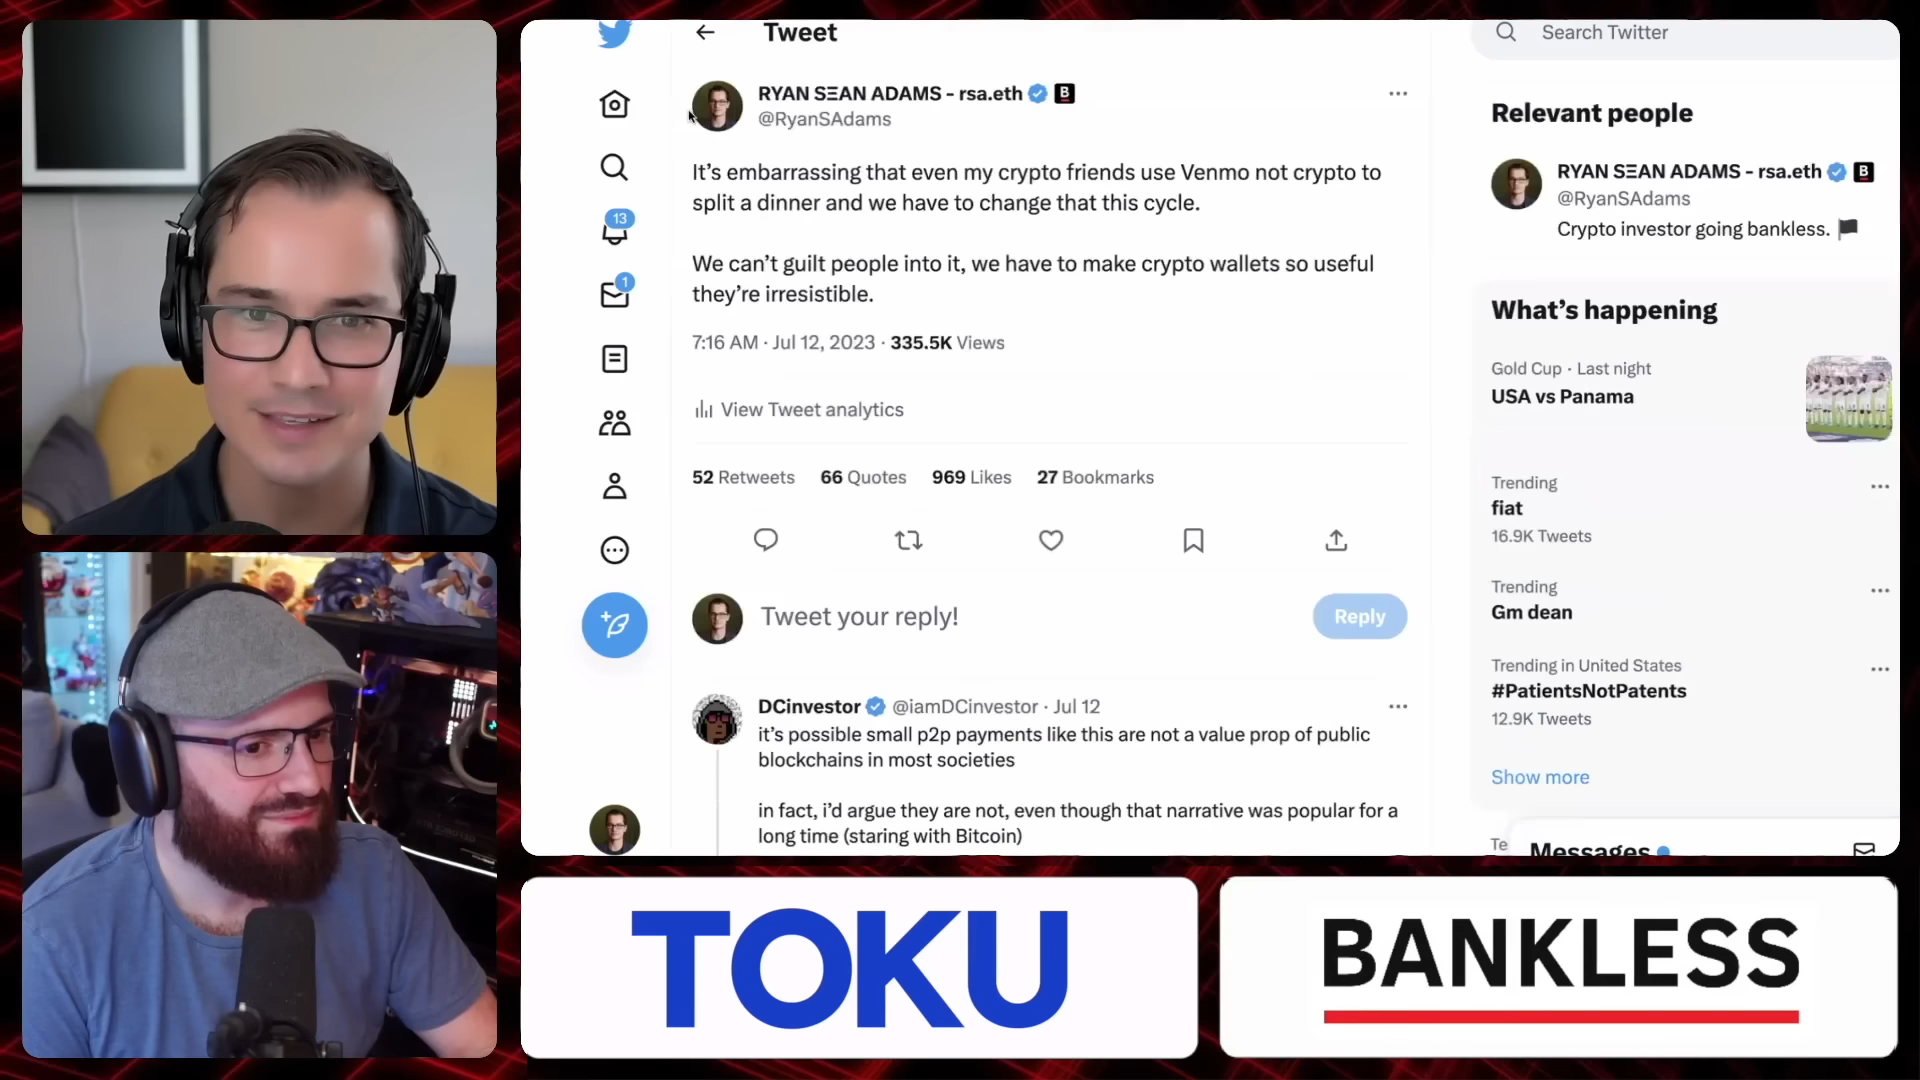 Tweet
RYAN SΞAN ADAMS - rsa.eth B
@RyanSAdams
It's embarrassing that even my crypto friends use Venmo not crypto to
split a dinner and we have to change that this cycle.
We can't guilt people into it, we have to make crypto wallets so useful
they're irresistible.
7:16 AM · Jul 12, 2023 · 335.5K Views
View Tweet analytics
52 Retweets 66 Quotes 969 Likes 27 Bookmarks
Tweet your reply!
Reply
DCinvestor @iamDCinvestor · Jul 12
it's possible small p2p payments like this are not a value prop of public
blockchains in most societies
in fact, i'd argue they are not, even though that narrative was popular for a
long time (staring with Bitcoin)
13
1
Search Twitter
Relevant people
RYAN SΞAN ADAMS - rsa.eth B
@RyanSAdams
Crypto investor going bankless.
What's happening
Gold Cup · Last night
USA vs Panama
Trending
fiat
16.9K Tweets
Trending
Gm dean
Trending in United States
#PatientsNotPatents
12.9K Tweets
Show more
Te
Messages
TOKU
BANKLESS